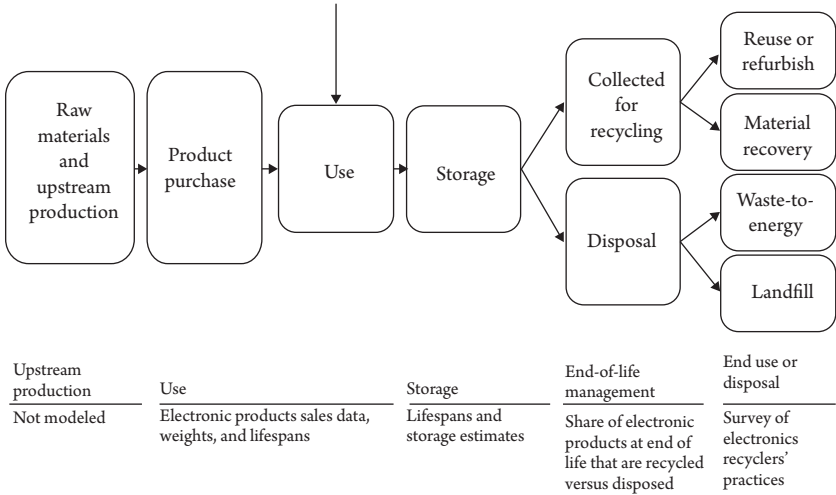 Raw
materials
and
upstream
production
Product
purchase
Use
Storage
Collected
for
recycling
Disposal
Reuse or
refurbish
Material
recovery
Waste-to-
energy
Landfill
Upstream
production
Not modeled
Use
Electronic products sales data,
weights, and lifespans
Storage
Lifespans and
storage estimates
End-of-life
management
Share of electronic
products at end of
life that are recycled
versus disposed
End use or
disposal
Survey of
electronics
recyclers’
practices